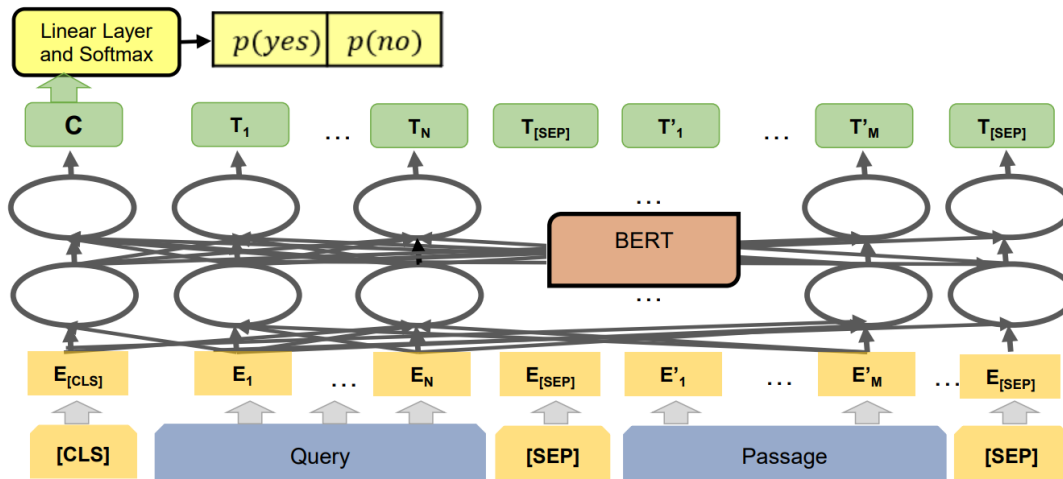 Linear Layer
and Softmax
p(yes) p(no)
C T1 ... TN T[SEP] T'1 ... T'M T[SEP]
...
BERT
...
E[CLS] E1 ... EN E[SEP] E'1 ... E'M ... E[SEP]
[CLS] Query [SEP] Passage [SEP]